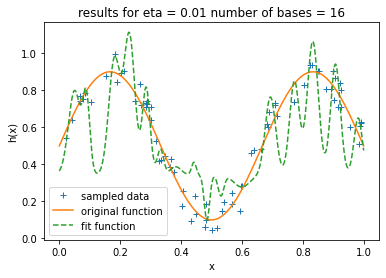 results for eta = 0.01 number of bases = 16
h(x)
1.0
0.8
0.6
0.4
0.2
0.0
sampled data
original function
fit function
0.0 0.2 0.4 0.6 0.8 1.0
x